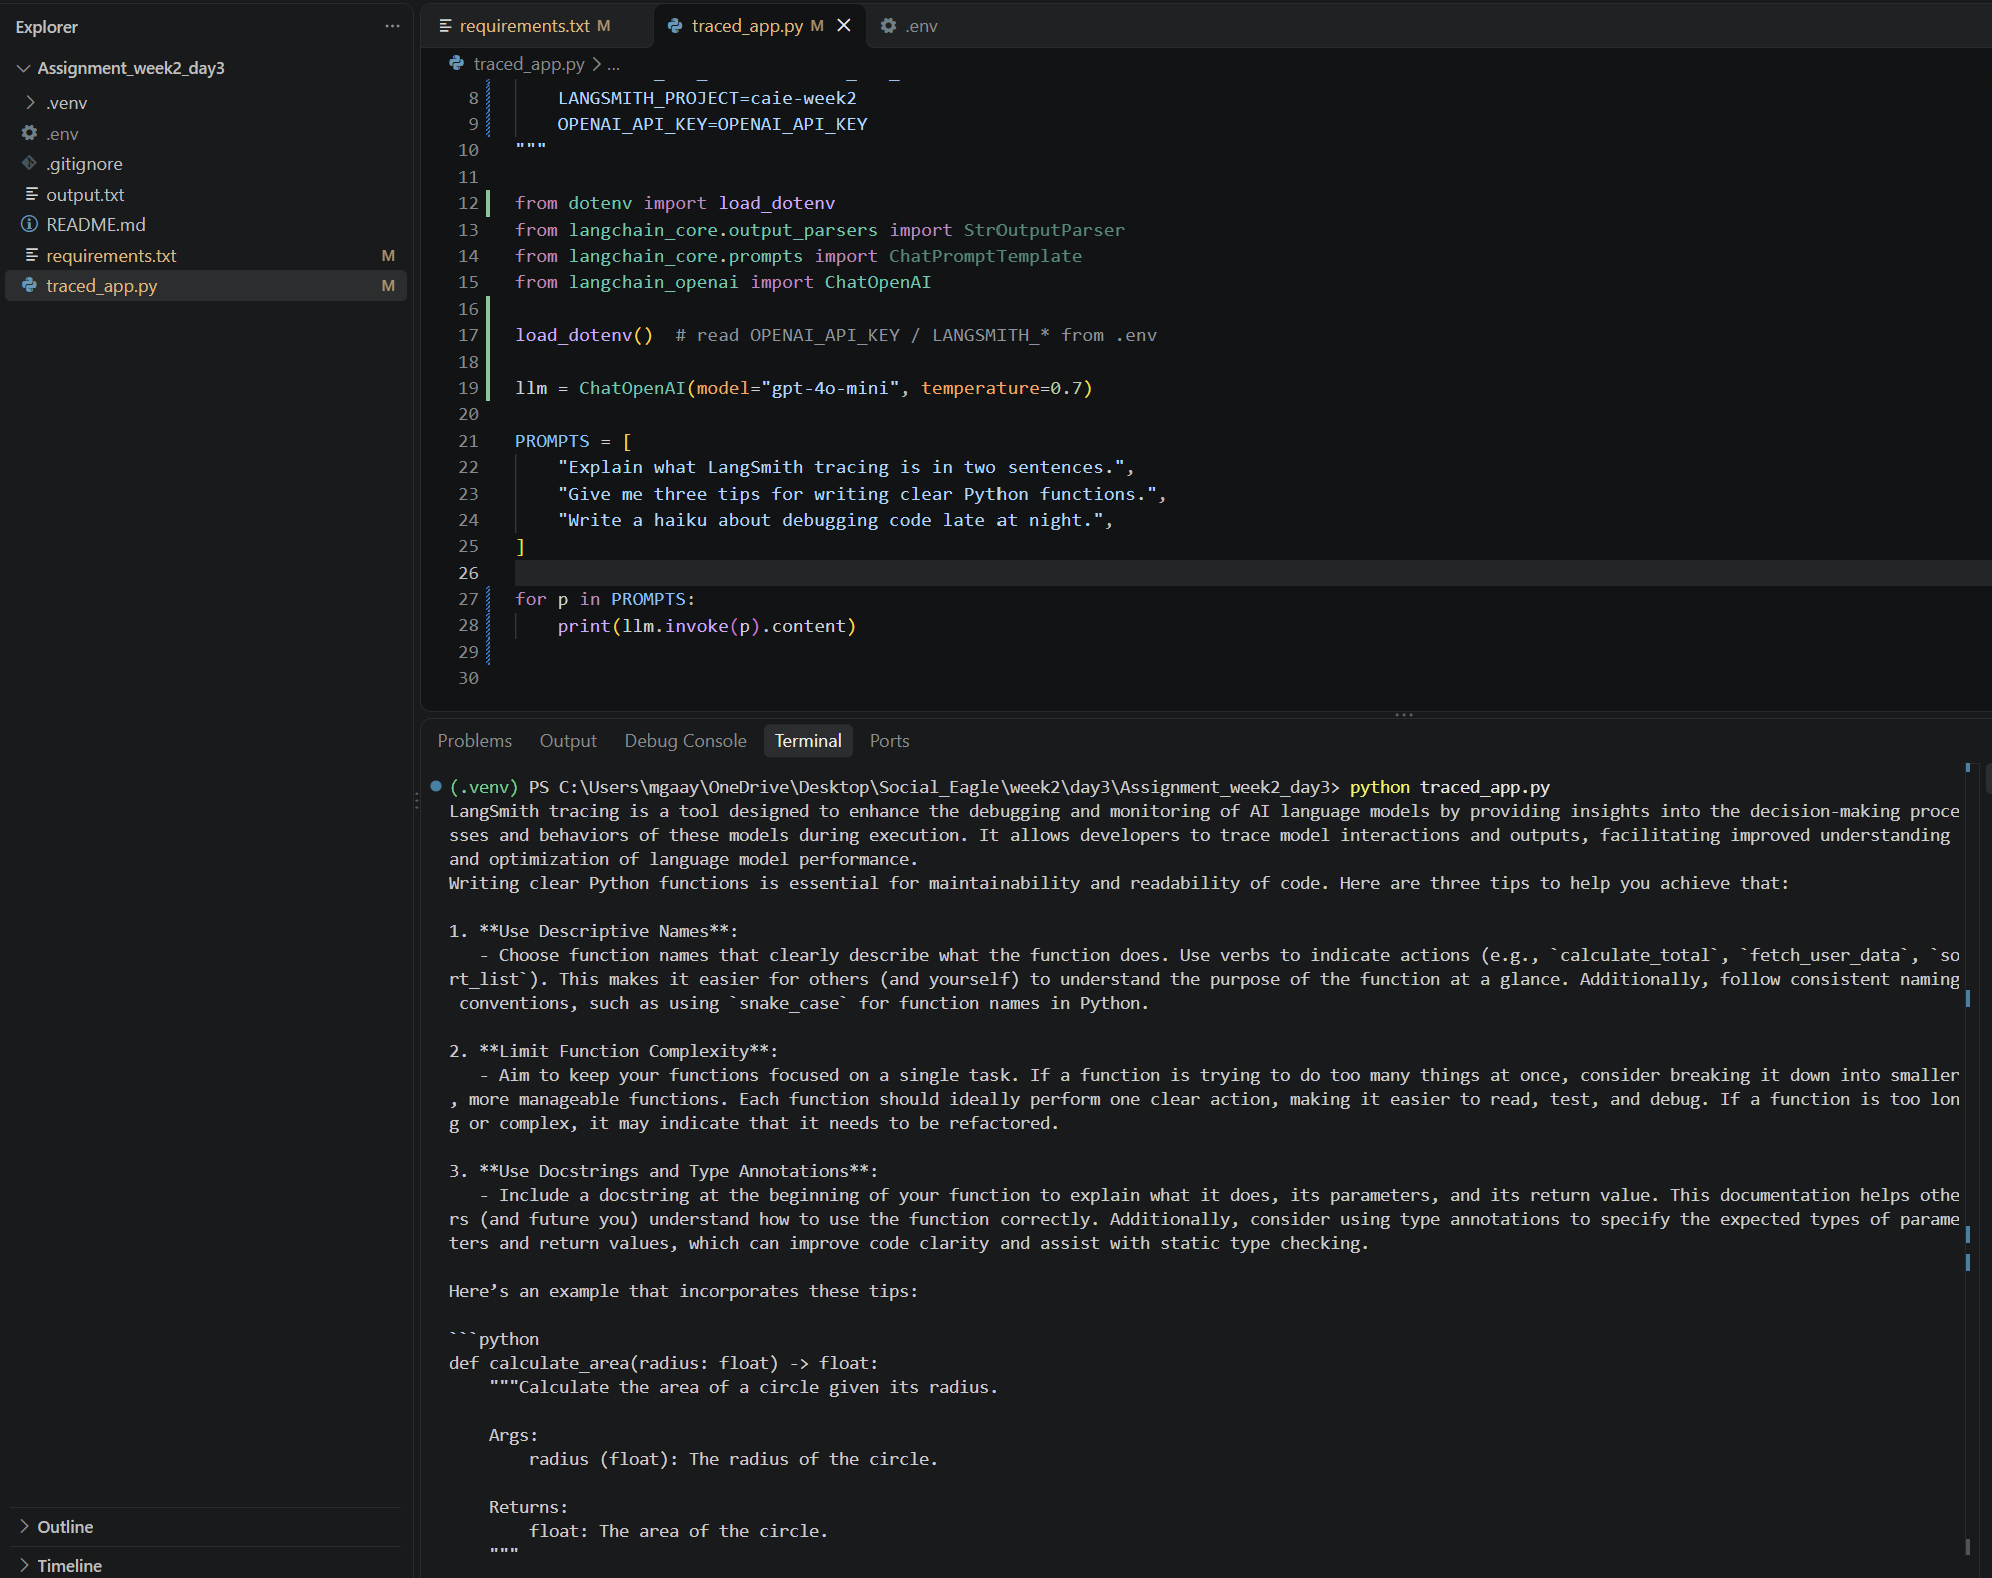 Explorer
Assignment_week2_day3
.venv
.env
.gitignore
output.txt
README.md
requirements.txt M
traced_app.py M
Outline
Timeline
requirements.txt M
traced_app.py M
.env
traced_app.py > ...
8 LANGSMITH_PROJECT=caie-week2
9 OPENAI_API_KEY=OPENAI_API_KEY
10 """
11
12 from dotenv import load_dotenv
13 from langchain_core.output_parsers import StrOutputParser
14 from langchain_core.prompts import ChatPromptTemplate
15 from langchain_openai import ChatOpenAI
16
17 load_dotenv()  # read OPENAI_API_KEY / LANGSMITH_* from .env
18
19 llm = ChatOpenAI(model="gpt-4o-mini", temperature=0.7)
20
21 PROMPTS = [
22     "Explain what LangSmith tracing is in two sentences.",
23     "Give me three tips for writing clear Python functions.",
24     "Write a haiku about debugging code late at night.",
25 ]
26
27 for p in PROMPTS:
28     print(llm.invoke(p).content)
29
30
Problems Output Debug Console Terminal Ports
(.venv) PS C:\Users\mgaay\OneDrive\Desktop\Social_Eagle\week2\day3\Assignment_week2_day3> python traced_app.py
LangSmith tracing is a tool designed to enhance the debugging and monitoring of AI language models by providing insights into the decision-making proce
sses and behaviors of these models during execution. It allows developers to trace model interactions and outputs, facilitating improved understanding
and optimization of language model performance.
Writing clear Python functions is essential for maintainability and readability of code. Here are three tips to help you achieve that:
1. **Use Descriptive Names**:
- Choose function names that clearly describe what the function does. Use verbs to indicate actions (e.g., `calculate_total`, `fetch_user_data`, `so
rt_list`). This makes it easier for others (and yourself) to understand the purpose of the function at a glance. Additionally, follow consistent naming
conventions, such as using `snake_case` for function names in Python.
2. **Limit Function Complexity**:
- Aim to keep your functions focused on a single task. If a function is trying to do too many things at once, consider breaking it down into smaller
, more manageable functions. Each function should ideally perform one clear action, making it easier to read, test, and debug. If a function is too lon
g or complex, it may indicate that it needs to be refactored.
3. **Use Docstrings and Type Annotations**:
- Include a docstring at the beginning of your function to explain what it does, its parameters, and its return value. This documentation helps othe
rs (and future you) understand how to use the function correctly. Additionally, consider using type annotations to specify the expected types of parame
ters and return values, which can improve code clarity and assist with static type checking.
Here’s an example that incorporates these tips:
```python
def calculate_area(radius: float) -> float:
"""Calculate the area of a circle given its radius.
Args:
radius (float): The radius of the circle.
Returns:
float: The area of the circle.
"""